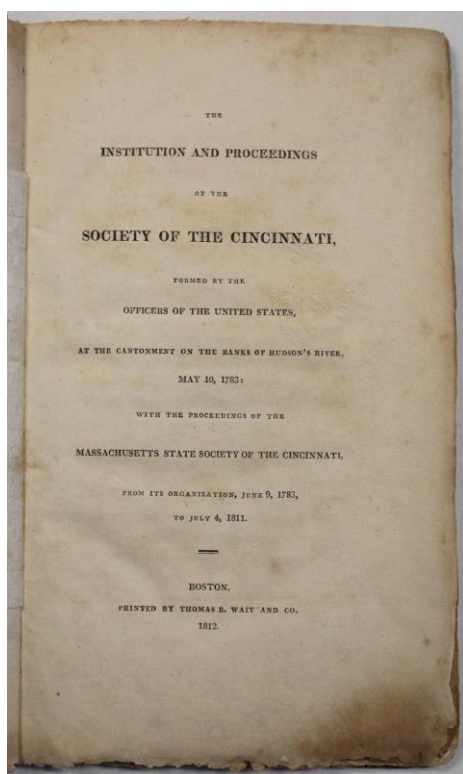 THE
INSTITUTION AND PROCEEDINGS
OF THE
SOCIETY OF THE CINCINNATI,
FORMED BY THE
OFFICERS OF THE UNITED STATES,
AT THE CANTONMENT ON THE BANKS OF HUDSON'S RIVER,
MAY 10, 1783:
WITH THE PROCEEDINGS OF THE
MASSACHUSETTS STATE SOCIETY OF THE CINCINNATI,
FROM ITS ORGANIZATION, JUNE 9, 1783,
TO JULY 4, 1811.
BOSTON.
PRINTED BY THOMAS B. WAIT AND CO.
1812.